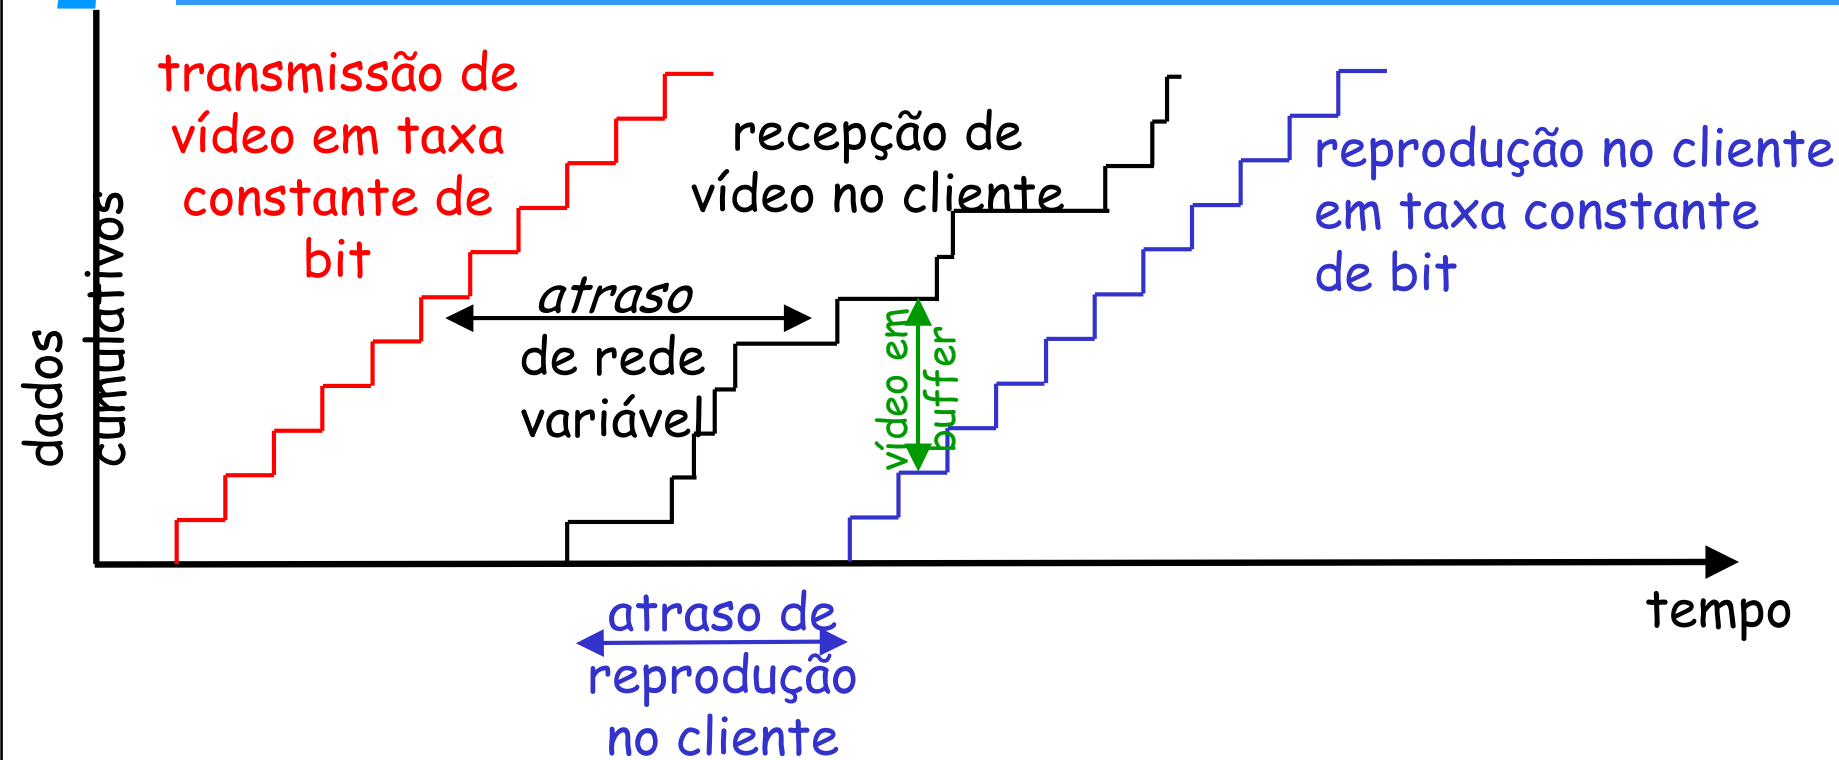 transmissão de
vídeo em taxa
constante de
bit
recepção de
vídeo no cliente
reprodução no cliente
em taxa constante
de bit
atraso
de rede
variável
vídeo em
buffer
dados
cumulativos
tempo
atraso de
reprodução
no cliente